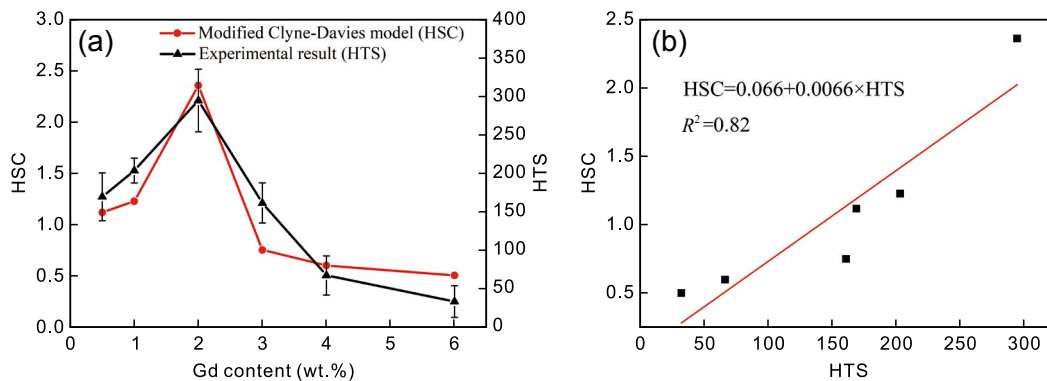 (a)
Modified Clyne-Davies model (HSC)
Experimental result (HTS)
3.0
2.5
2.0
1.5
1.0
0.5
0.0
HSC
400
350
300
250
200
150
100
50
0
HTS
0 1 2 3 4 5 6
Gd content (wt.%)
(b)
HSC=0.066+0.0066×HTS
R²=0.82
2.5
2.0
1.5
1.0
0.5
HSC
0 50 100 150 200 250 300
HTS